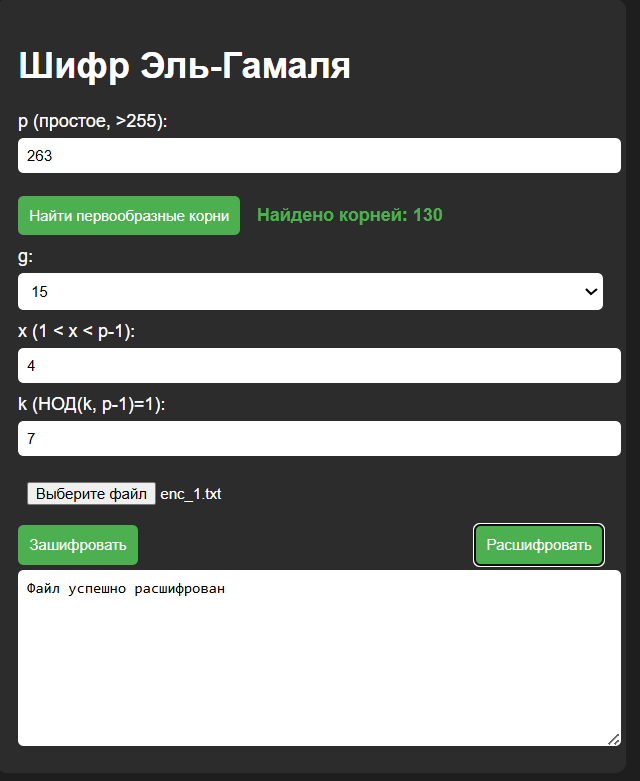 Шифр Эль-Гамаля
p (простое, >255):
263
Найти первообразные корни Найдено корней: 130
g:
15
x (1 < x < p-1):
4
k (НОД(k, p-1)=1):
7
Выберите файл enc_1.txt
Зашифровать Расшифровать
Файл успешно расшифрован